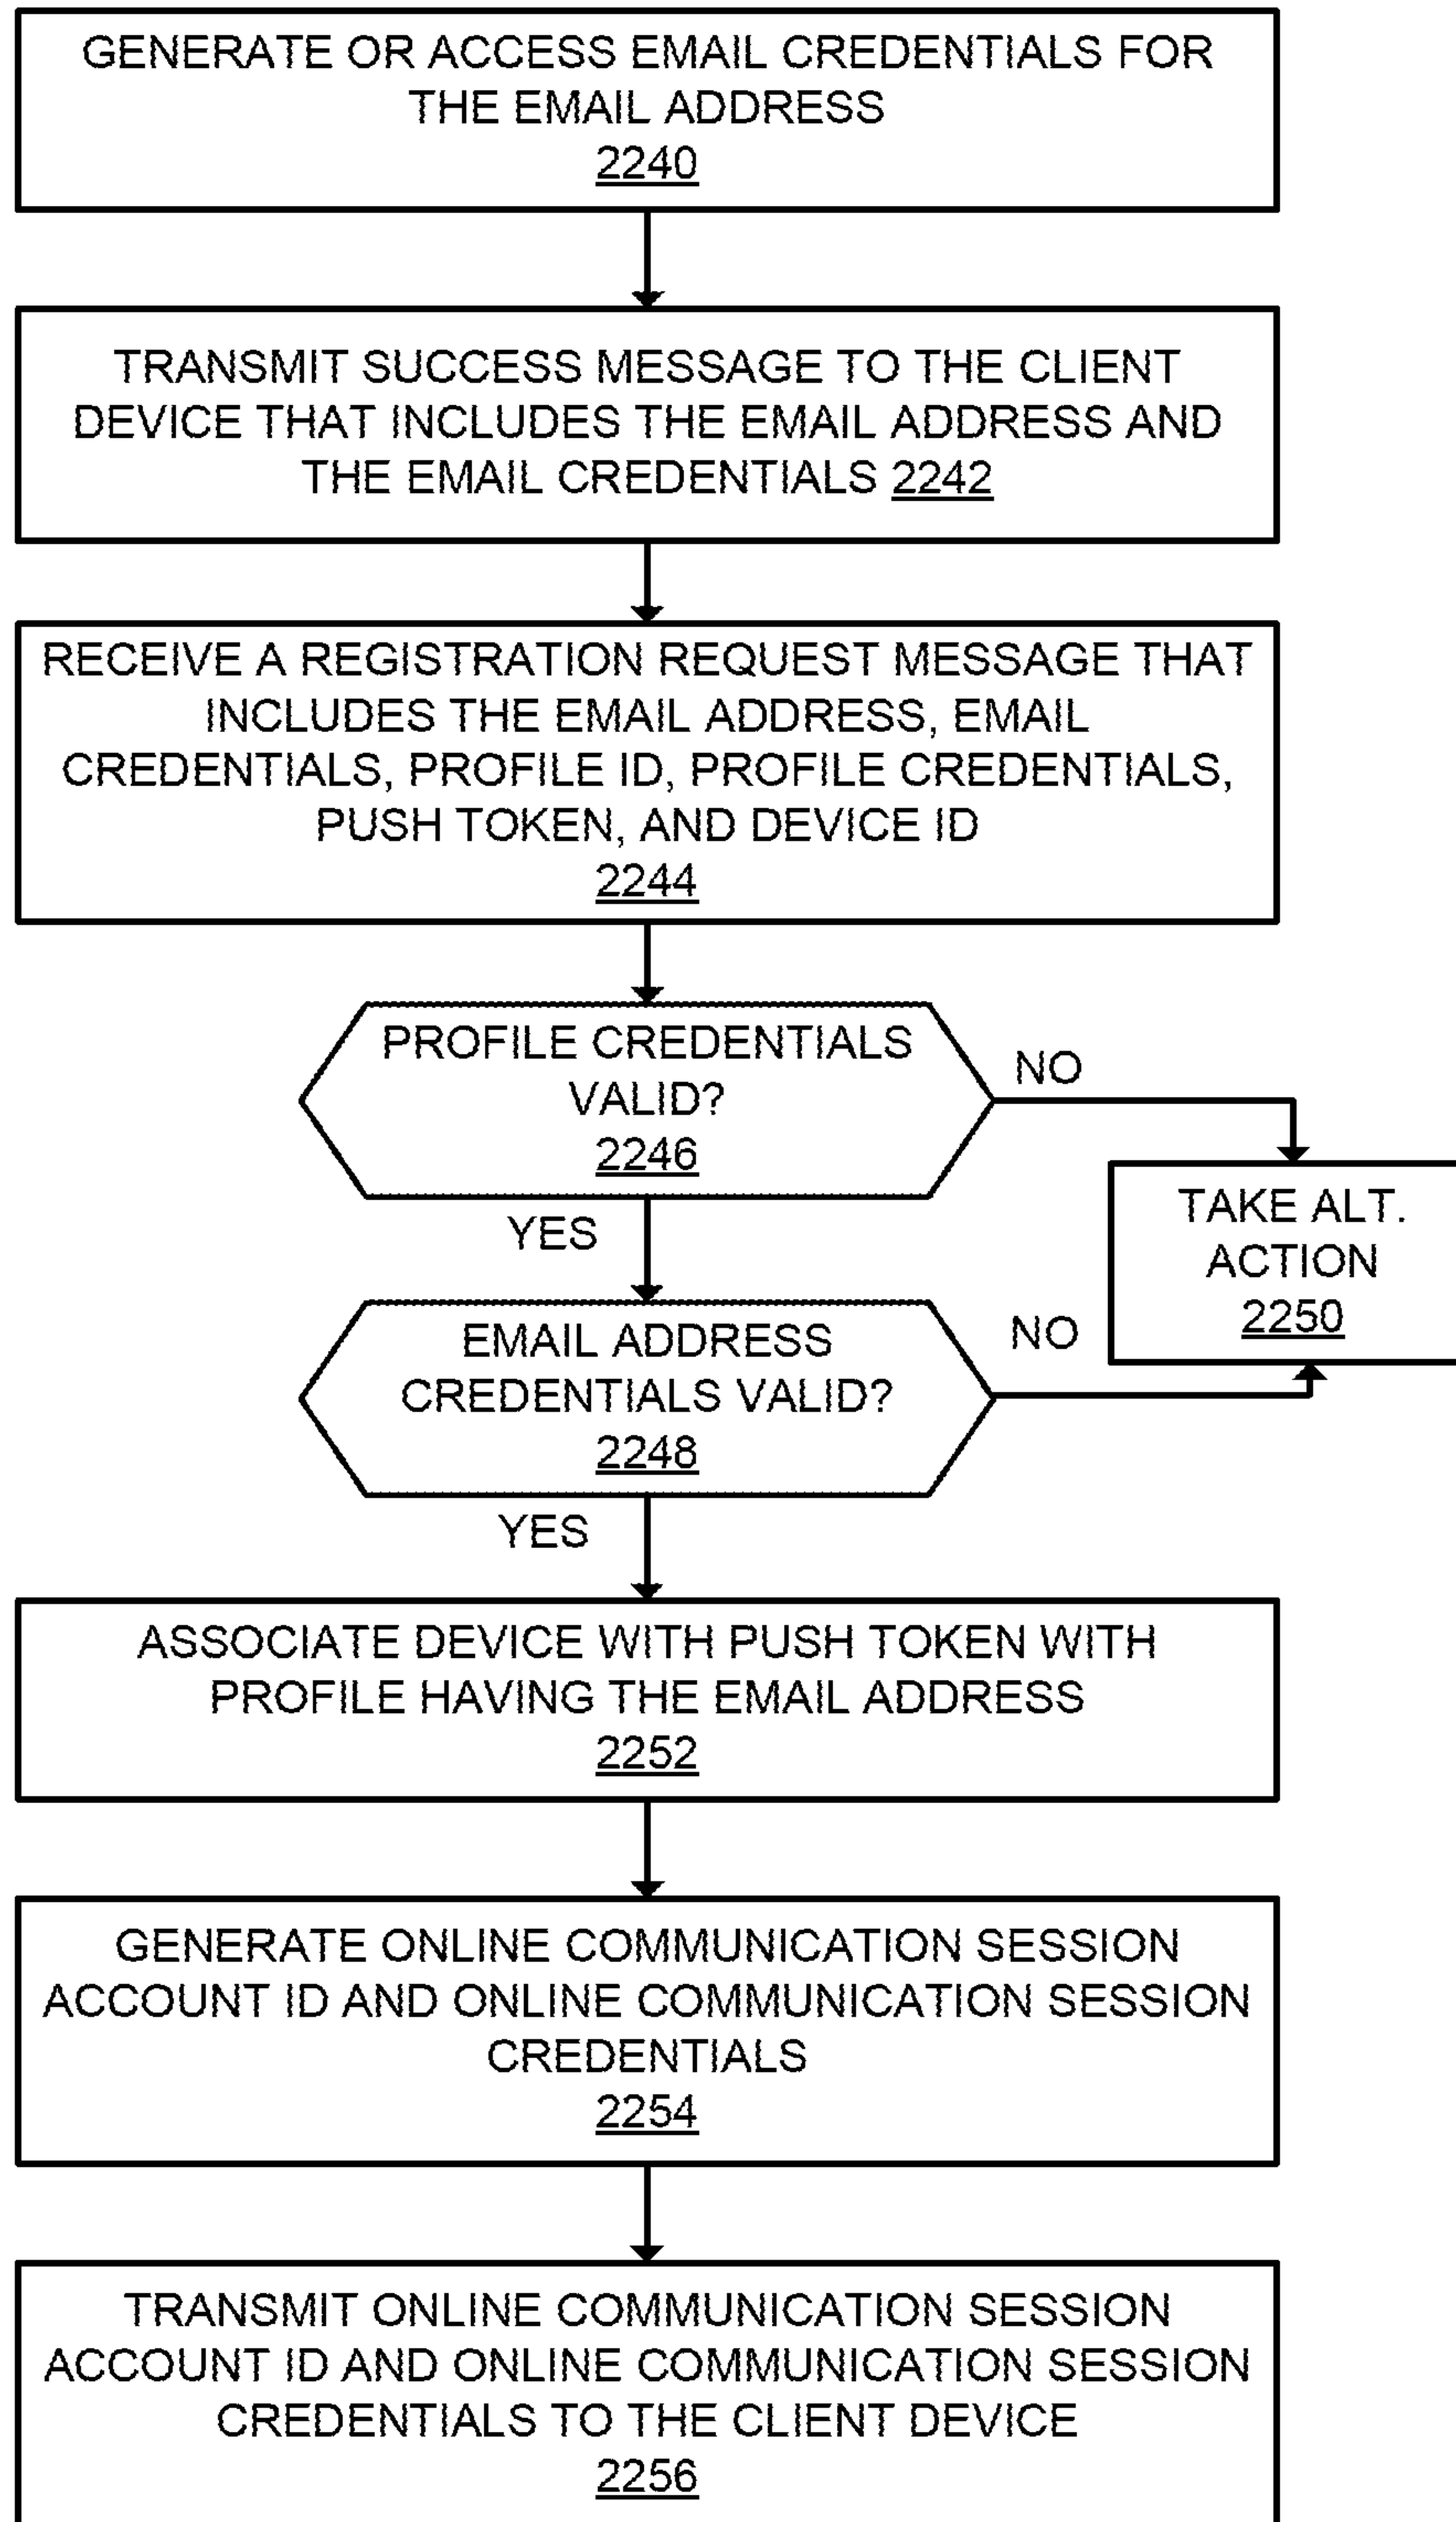 GENERATE OR ACCESS EMAIL CREDENTIALS FOR
THE EMAIL ADDRESS
2240
TRANSMIT SUCCESS MESSAGE TO THE CLIENT
DEVICE THAT INCLUDES THE EMAIL ADDRESS AND
THE EMAIL CREDENTIALS 2242
RECEIVE A REGISTRATION REQUEST MESSAGE THAT
INCLUDES THE EMAIL ADDRESS, EMAIL
CREDENTIALS, PROFILE ID, PROFILE CREDENTIALS,
PUSH TOKEN, AND DEVICE ID
2244
PROFILE CREDENTIALS
VALID?
2246
NO
YES
TAKE ALT.
ACTION
2250
EMAIL ADDRESS
CREDENTIALS VALID?
2248
NO
YES
ASSOCIATE DEVICE WITH PUSH TOKEN WITH
PROFILE HAVING THE EMAIL ADDRESS
2252
GENERATE ONLINE COMMUNICATION SESSION
ACCOUNT ID AND ONLINE COMMUNICATION SESSION
CREDENTIALS
2254
TRANSMIT ONLINE COMMUNICATION SESSION
ACCOUNT ID AND ONLINE COMMUNICATION SESSION
CREDENTIALS TO THE CLIENT DEVICE
2256